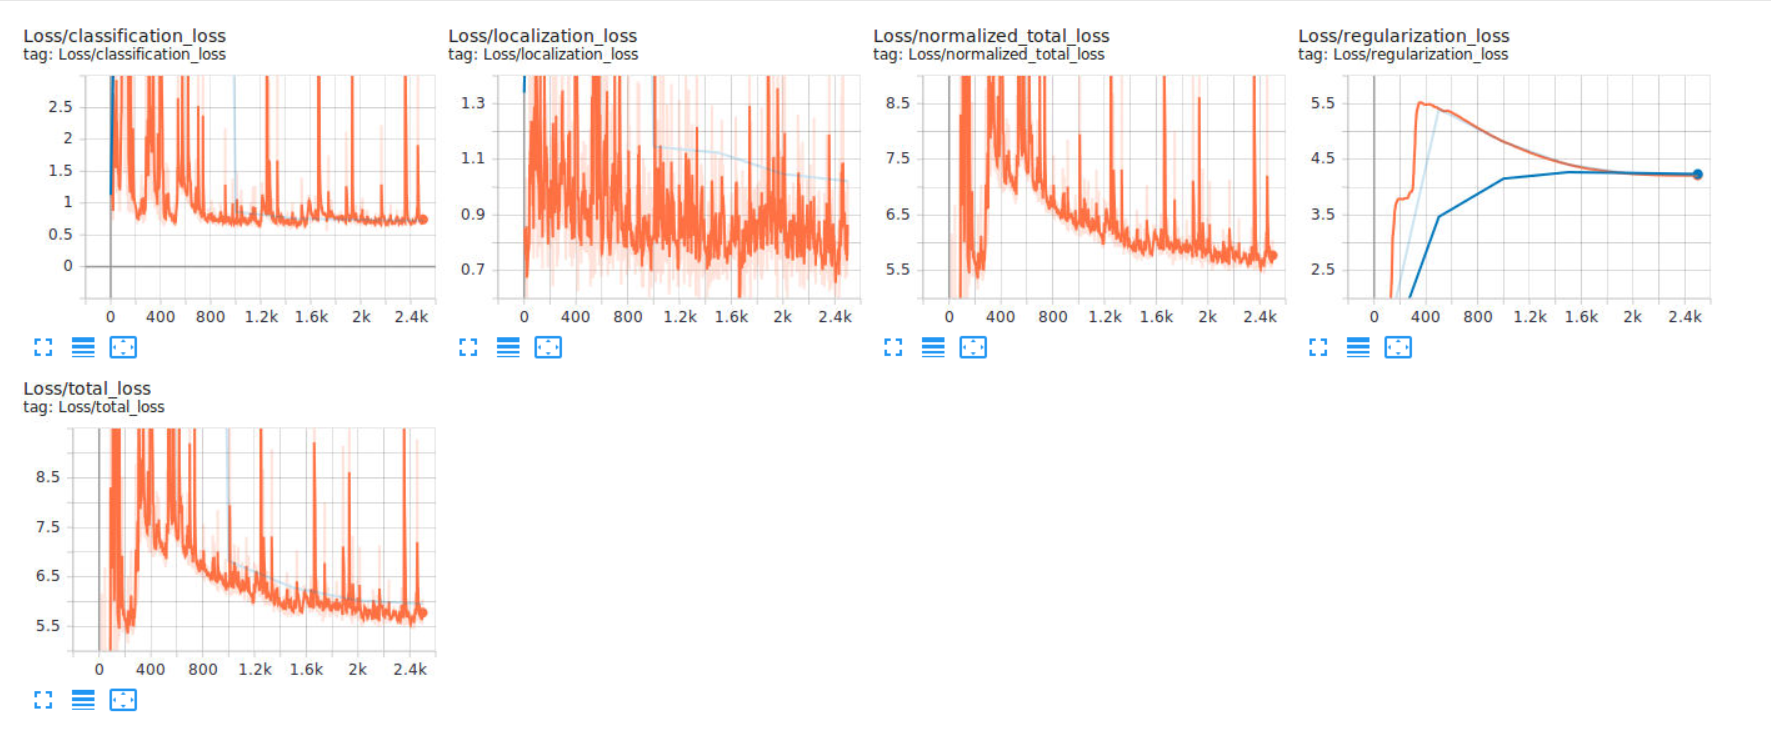 Loss/classification_loss
tag: Loss/classification_loss
2.5
2
1.5
1
0.5
0
0 400 800 1.2k 1.6k 2k 2.4k
Loss/localization_loss
tag: Loss/localization_loss
1.3
1.1
0.9
0.7
0 400 800 1.2k 1.6k 2k 2.4k
Loss/normalized_total_loss
tag: Loss/normalized_total_loss
8.5
7.5
6.5
5.5
0 400 800 1.2k 1.6k 2k 2.4k
Loss/regularization_loss
tag: Loss/regularization_loss
5.5
4.5
3.5
2.5
0 400 800 1.2k 1.6k 2k 2.4k
Loss/total_loss
tag: Loss/total_loss
8.5
7.5
6.5
5.5
0 400 800 1.2k 1.6k 2k 2.4k